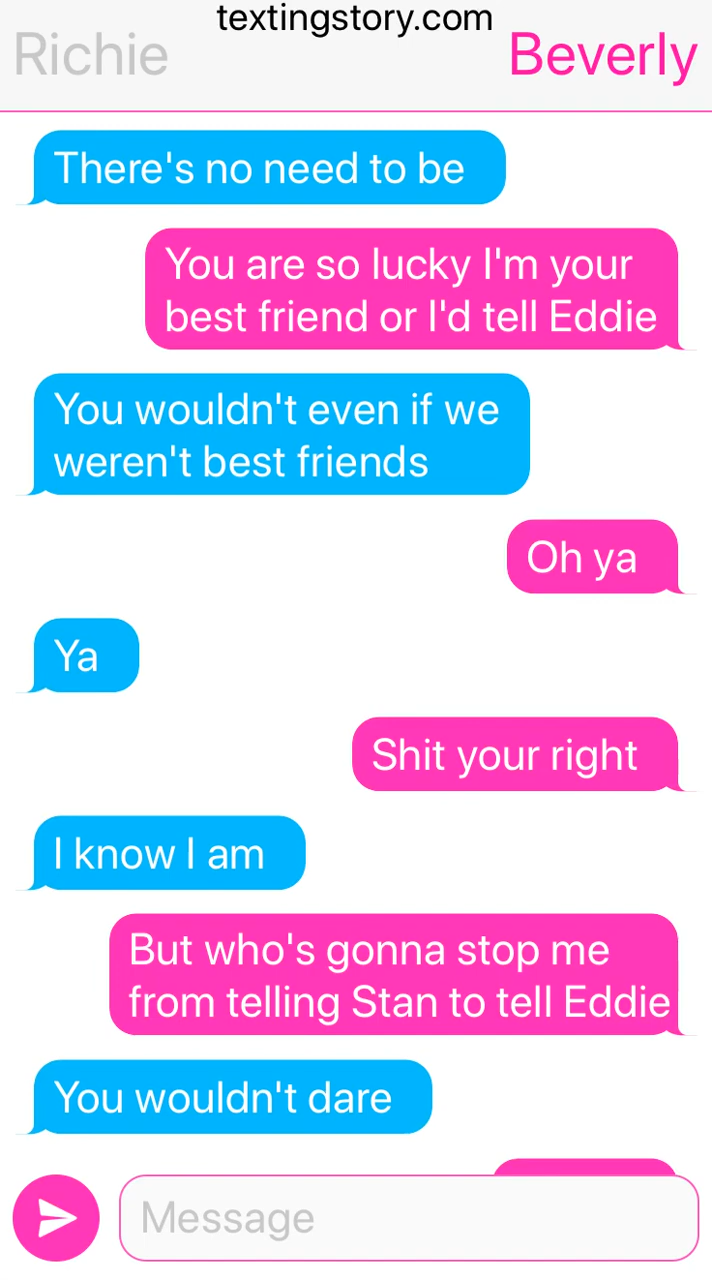 textingstory.com
Richie
Beverly
There's no need to be
You are so lucky I'm your
best friend or I'd tell Eddie
You wouldn't even if we
weren't best friends
Oh ya
Ya
Shit your right
I know I am
But who's gonna stop me
from telling Stan to tell Eddie
You wouldn't dare
Message